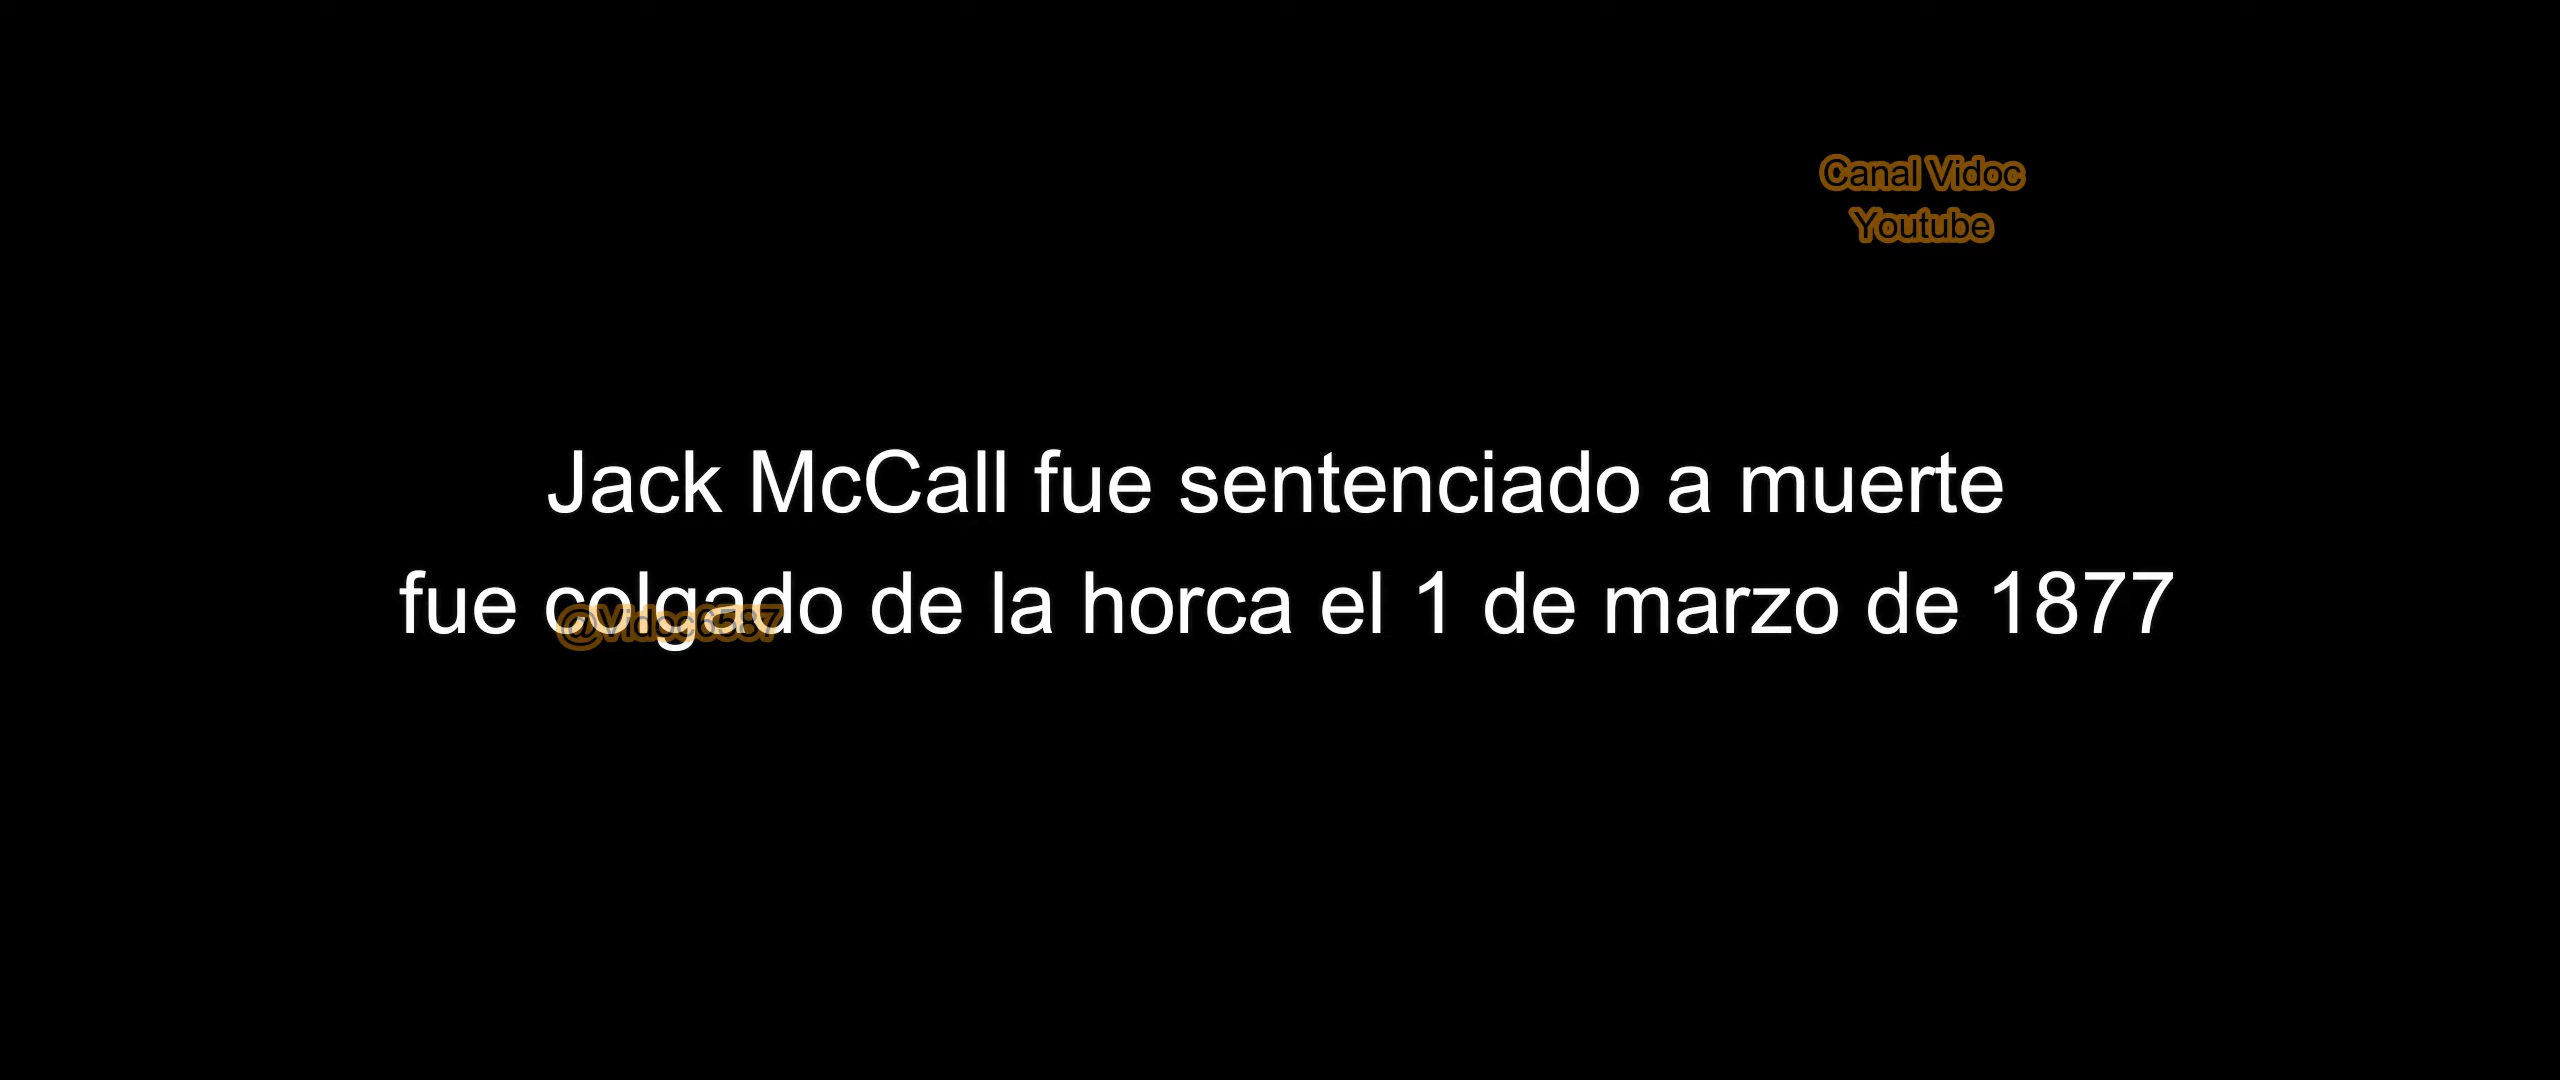 Canal Vidoc
Youtube
Jack McCall fue sentenciado a muerte
fue colgado de la horca el 1 de marzo de 1877
@Vidoc6587